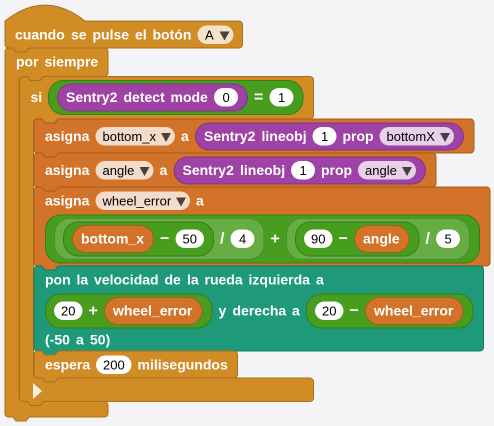 cuando se pulse el botón A
por siempre
si Sentry2 detect mode 0 = 1
asigna bottom_x a Sentry2 lineobj 1 prop bottomX
asigna angle a Sentry2 lineobj 1 prop angle
asigna wheel_error a
bottom_x − 50 / 4 + 90 − angle / 5
pon la velocidad de la rueda izquierda a
20 + wheel_error y derecha a 20 − wheel_error
(-50 a 50)
espera 200 milisegundos